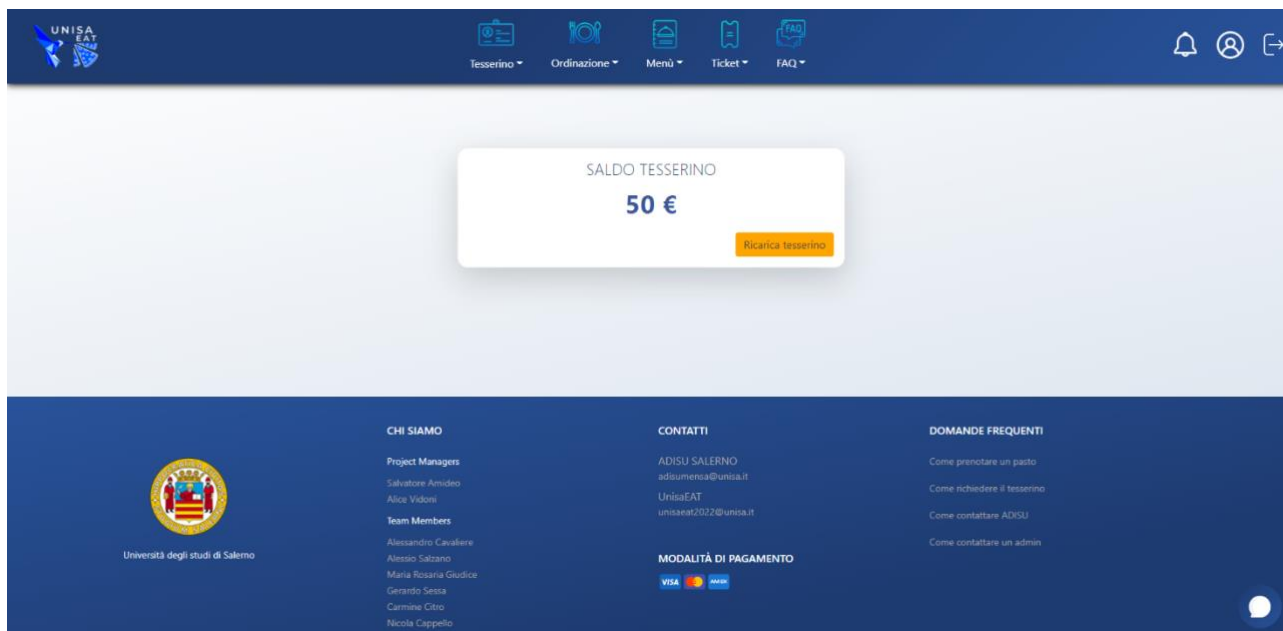 UNISA
EAT
Tesserino
Ordinazione
Menù
FAQ
Ticket
FAQ
SALDO TESSERINO
50 €
Ricarica tesserino
Università degli studi di Salerno
CHI SIAMO
Project Managers
Salvatore Amideo
Alice Vidoni
Team Members
Alessandro Cavaliere
Alessio Salzano
Maria Rosaria Giudice
Gerardo Sessa
Carmine Citro
Nicola Cappello
CONTATTI
ADISU SALERNO
adisumensa@unisa.it
UnisaEAT
unisaeat2022@unisa.it
MODALITÀ DI PAGAMENTO
VISA
AMEX
DOMANDE FREQUENTI
Come prenotare un pasto
Come richiedere il tesserino
Come contattare ADISU
Come contattare un admin